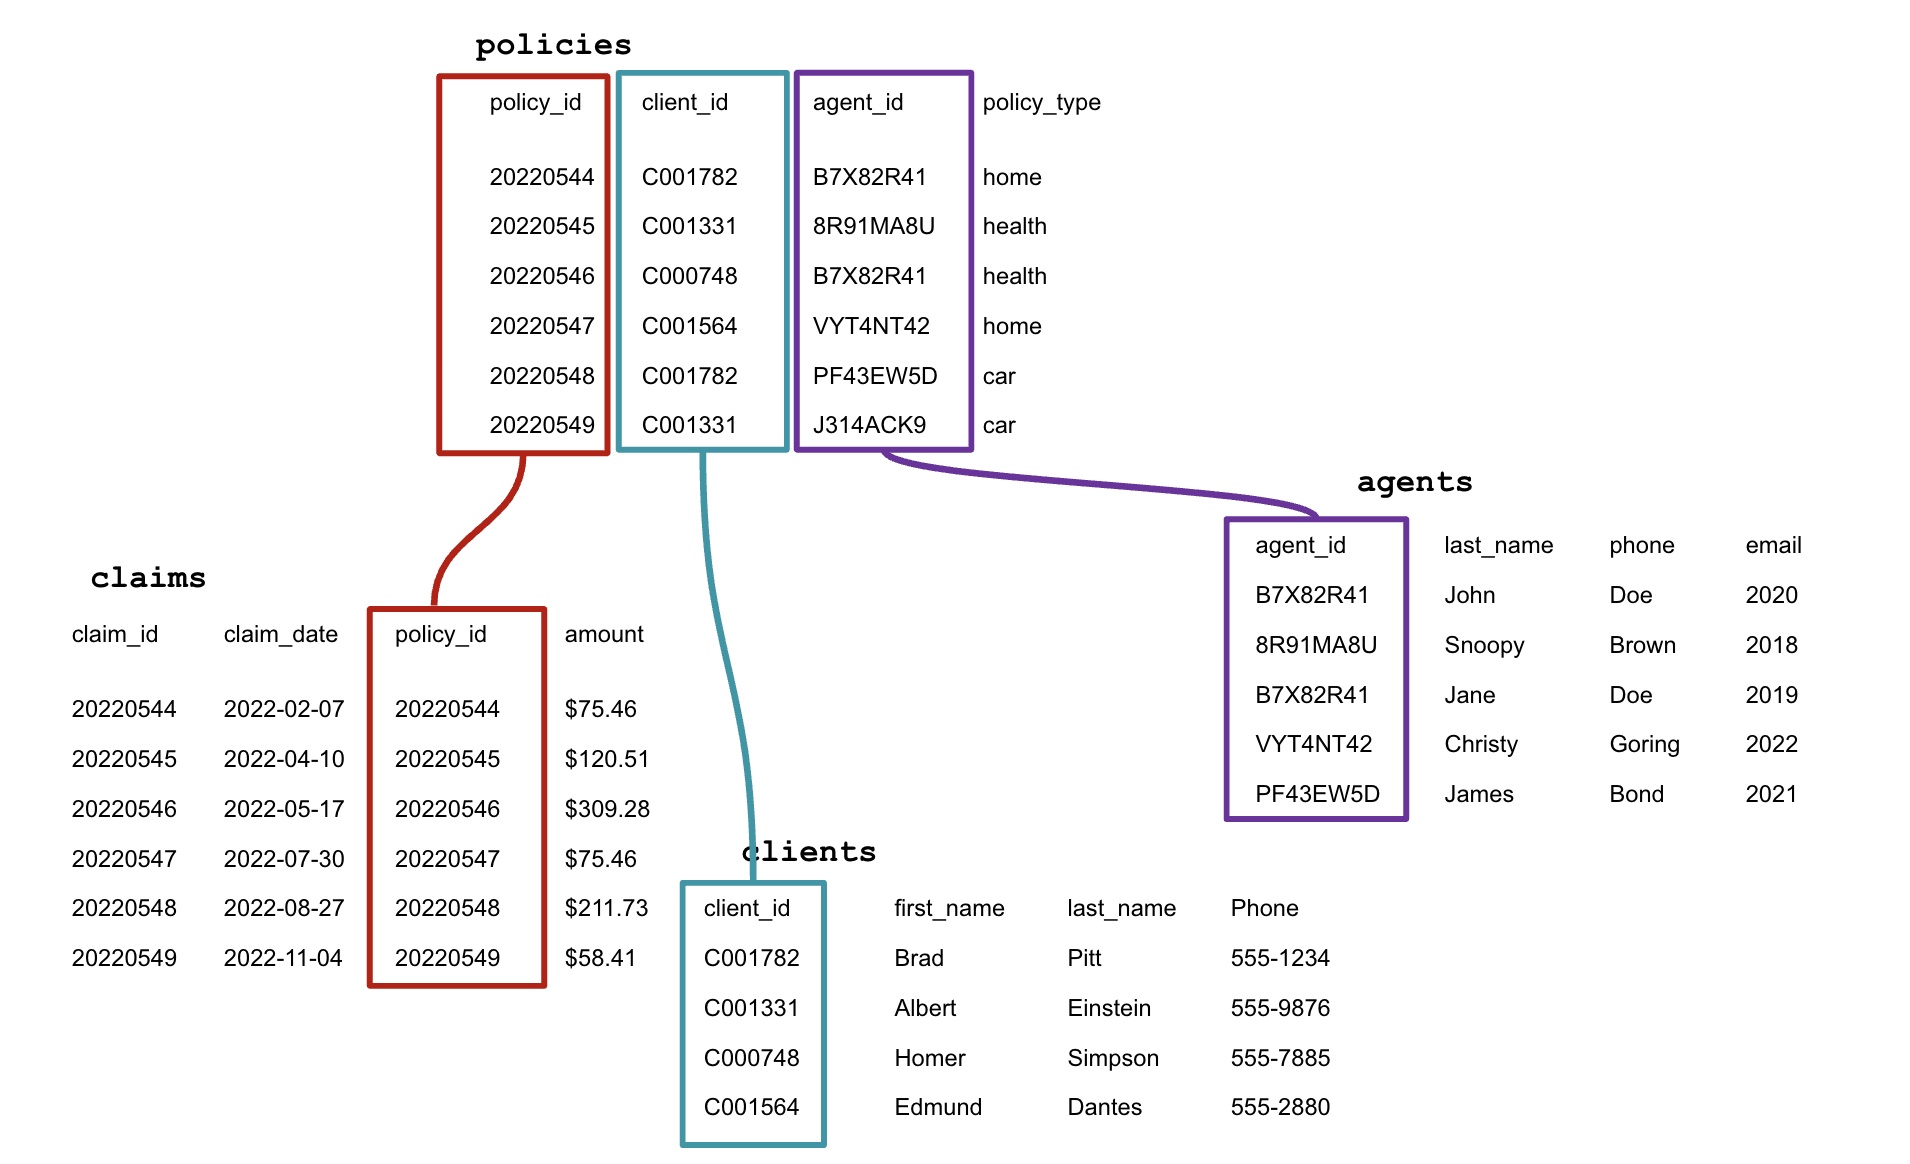 policies
policy_id client_id agent_id policy_type
20220544 C001782 B7X82R41 home
20220545 C001331 8R91MA8U health
20220546 C000748 B7X82R41 health
20220547 C001564 VYT4NT42 home
20220548 C001782 PF43EW5D car
20220549 C001331 J314ACK9 car
claims
claim_id claim_date policy_id amount
20220544 2022-02-07 20220544 $75.46
20220545 2022-04-10 20220545 $120.51
20220546 2022-05-17 20220546 $309.28
20220547 2022-07-30 20220547 $75.46
20220548 2022-08-27 20220548 $211.73
20220549 2022-11-04 20220549 $58.41
clients
client_id first_name last_name Phone
C001782 Brad Pitt 555-1234
C001331 Albert Einstein 555-9876
C000748 Homer Simpson 555-7885
C001564 Edmund Dantes 555-2880
agents
agent_id last_name phone email
B7X82R41 John Doe 2020
8R91MA8U Snoopy Brown 2018
B7X82R41 Jane Doe 2019
VYT4NT42 Christy Goring 2022
PF43EW5D James Bond 2021